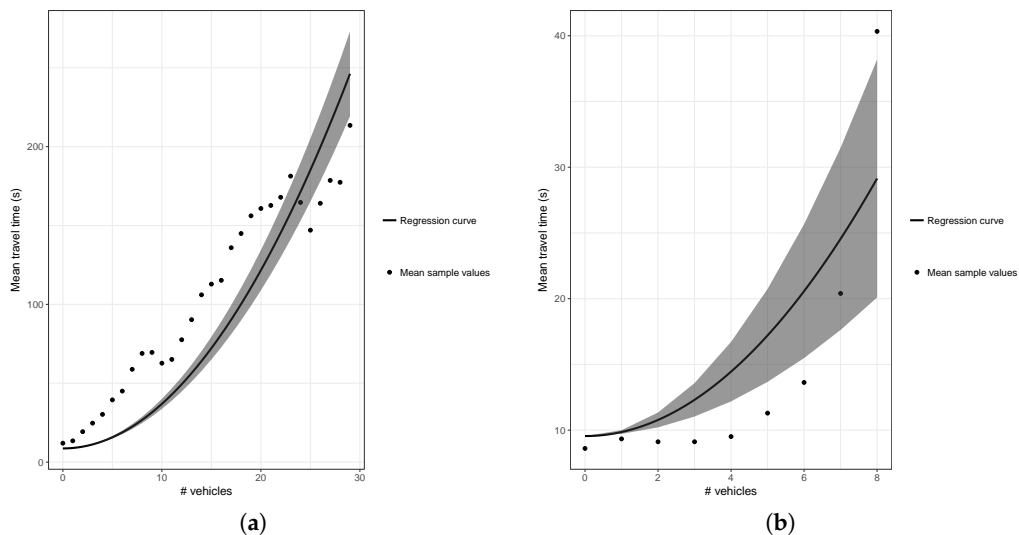 200
100
0
0
10
20
30
Mean travel time (s)
# vehicles
Regression curve
Mean sample values
(a)
40
30
20
10
0
2
4
6
8
Mean travel time (s)
# vehicles
Regression curve
Mean sample values
(b)